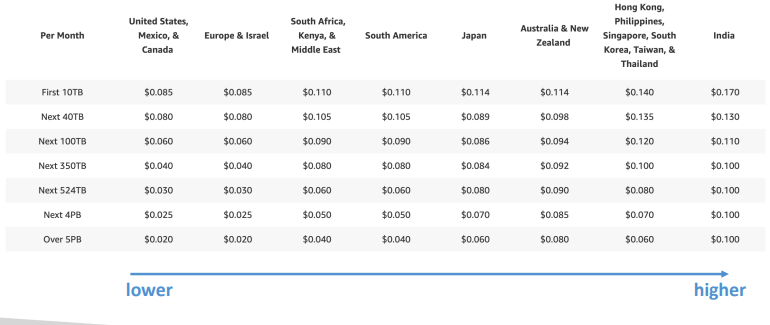 Per Month United States, Mexico, & Canada Europe & Israel South Africa, Kenya, & Middle East South America Japan Australia & New Zealand Hong Kong, Philippines, Singapore, South Korea, Taiwan, & Thailand India
First 10TB $0.085 $0.085 $0.110 $0.110 $0.114 $0.114 $0.140 $0.170
Next 40TB $0.080 $0.080 $0.105 $0.105 $0.089 $0.098 $0.135 $0.130
Next 100TB $0.060 $0.060 $0.090 $0.090 $0.086 $0.094 $0.120 $0.110
Next 350TB $0.040 $0.040 $0.080 $0.080 $0.084 $0.092 $0.100 $0.100
Next 524TB $0.030 $0.030 $0.060 $0.060 $0.080 $0.090 $0.080 $0.100
Next 4PB $0.025 $0.025 $0.050 $0.050 $0.070 $0.085 $0.070 $0.100
Over 5PB $0.020 $0.020 $0.040 $0.040 $0.060 $0.080 $0.060 $0.100
lower higher